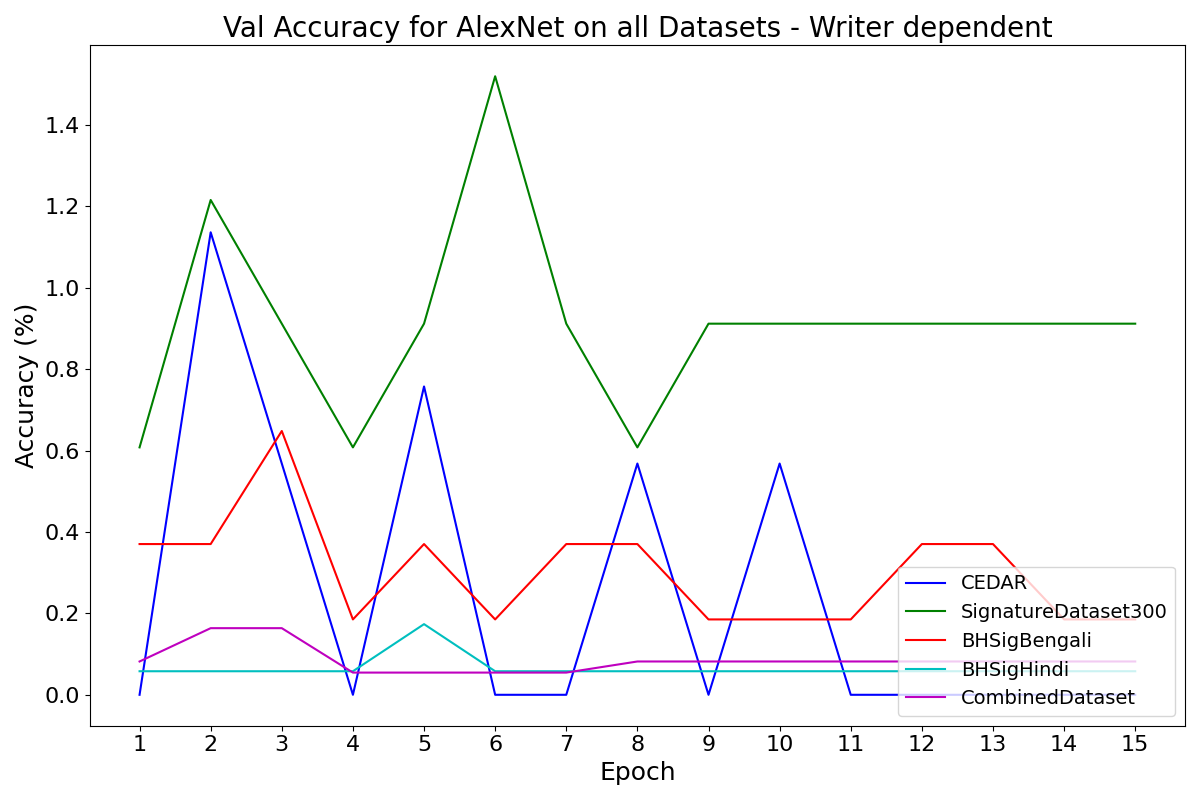 Val Accuracy for AlexNet on all Datasets - Writer dependent
Accuracy (%)
1.4
1.2
1.0
0.8
0.6
0.4
0.2
0.0
CEDAR
SignatureDataset300
BHSigBengali
BHSigHindi
CombinedDataset
1 2 3 4 5 6 7 8 9 10 11 12 13 14 15
Epoch